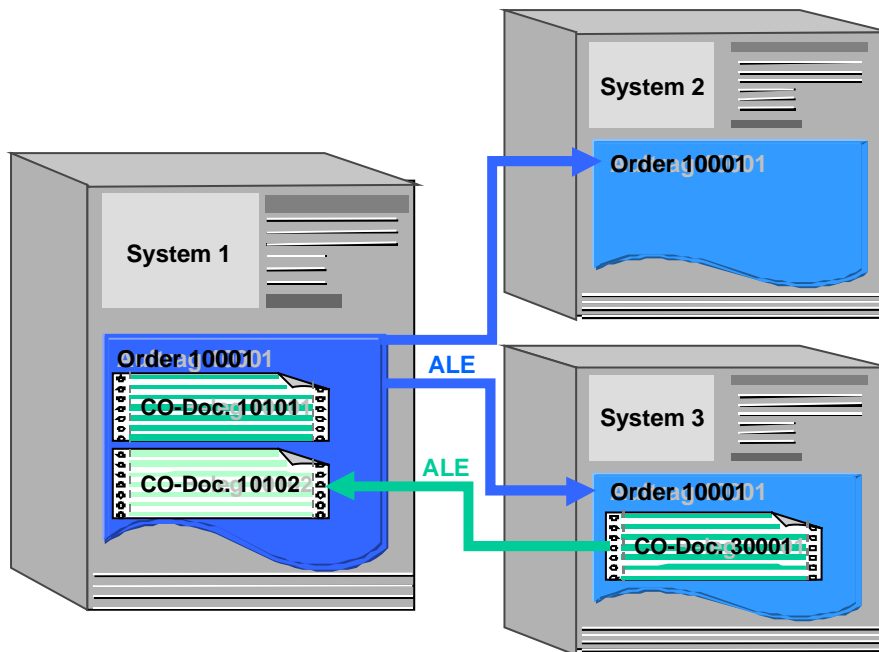 System 1
Order 10001
CO-Doc. 10101
CO-Doc. 10102
ALE
ALE
System 2
Order 10001
System 3
Order 10001
CO-Doc. 30001